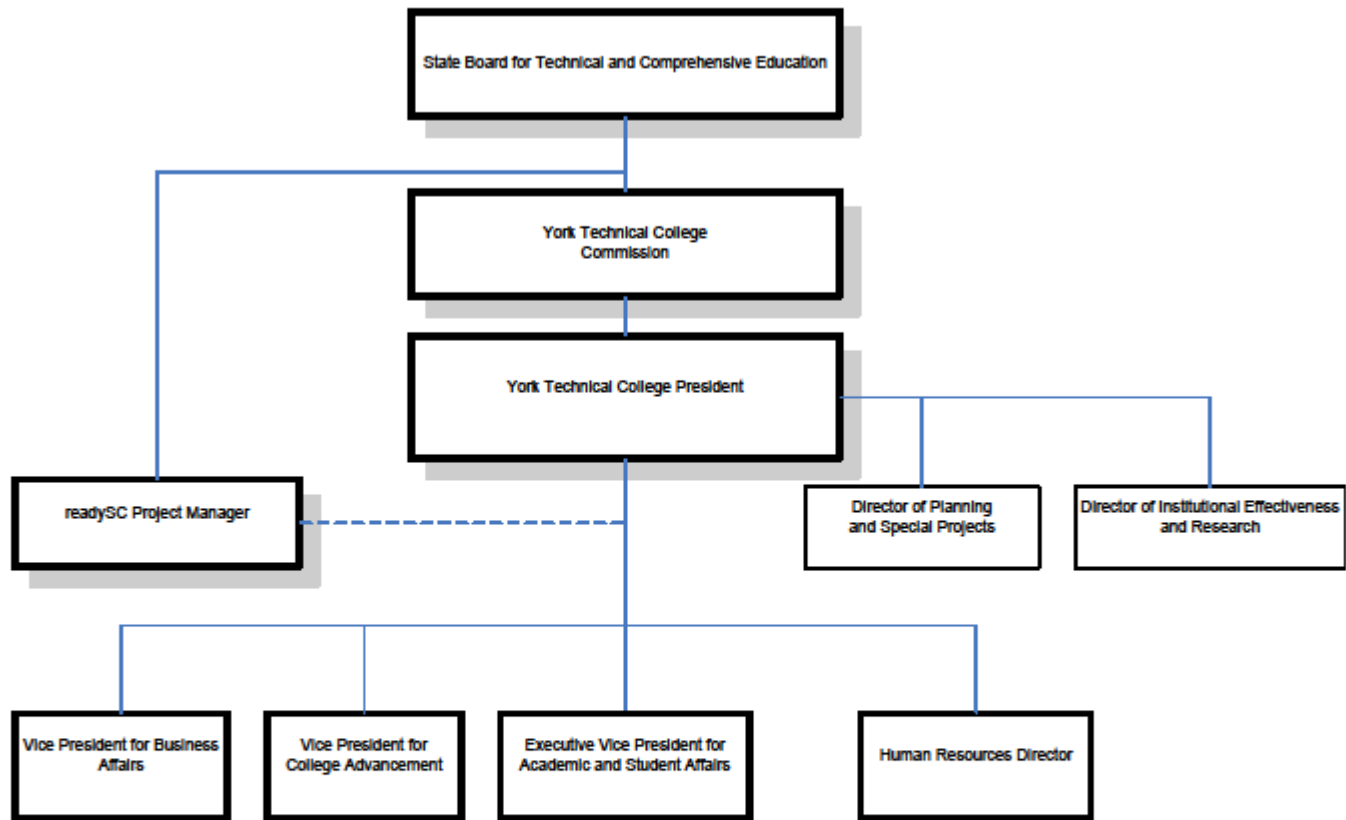 State Board for Technical and Comprehensive Education
York Technical College
Commission
York Technical College President
readySC Project Manager
Director of Planning
and Special Projects
Director of Institutional Effectiveness
and Research
Vice President for Business
Affairs
Vice President for
College Advancement
Executive Vice President for
Academic and Student Affairs
Human Resources Director